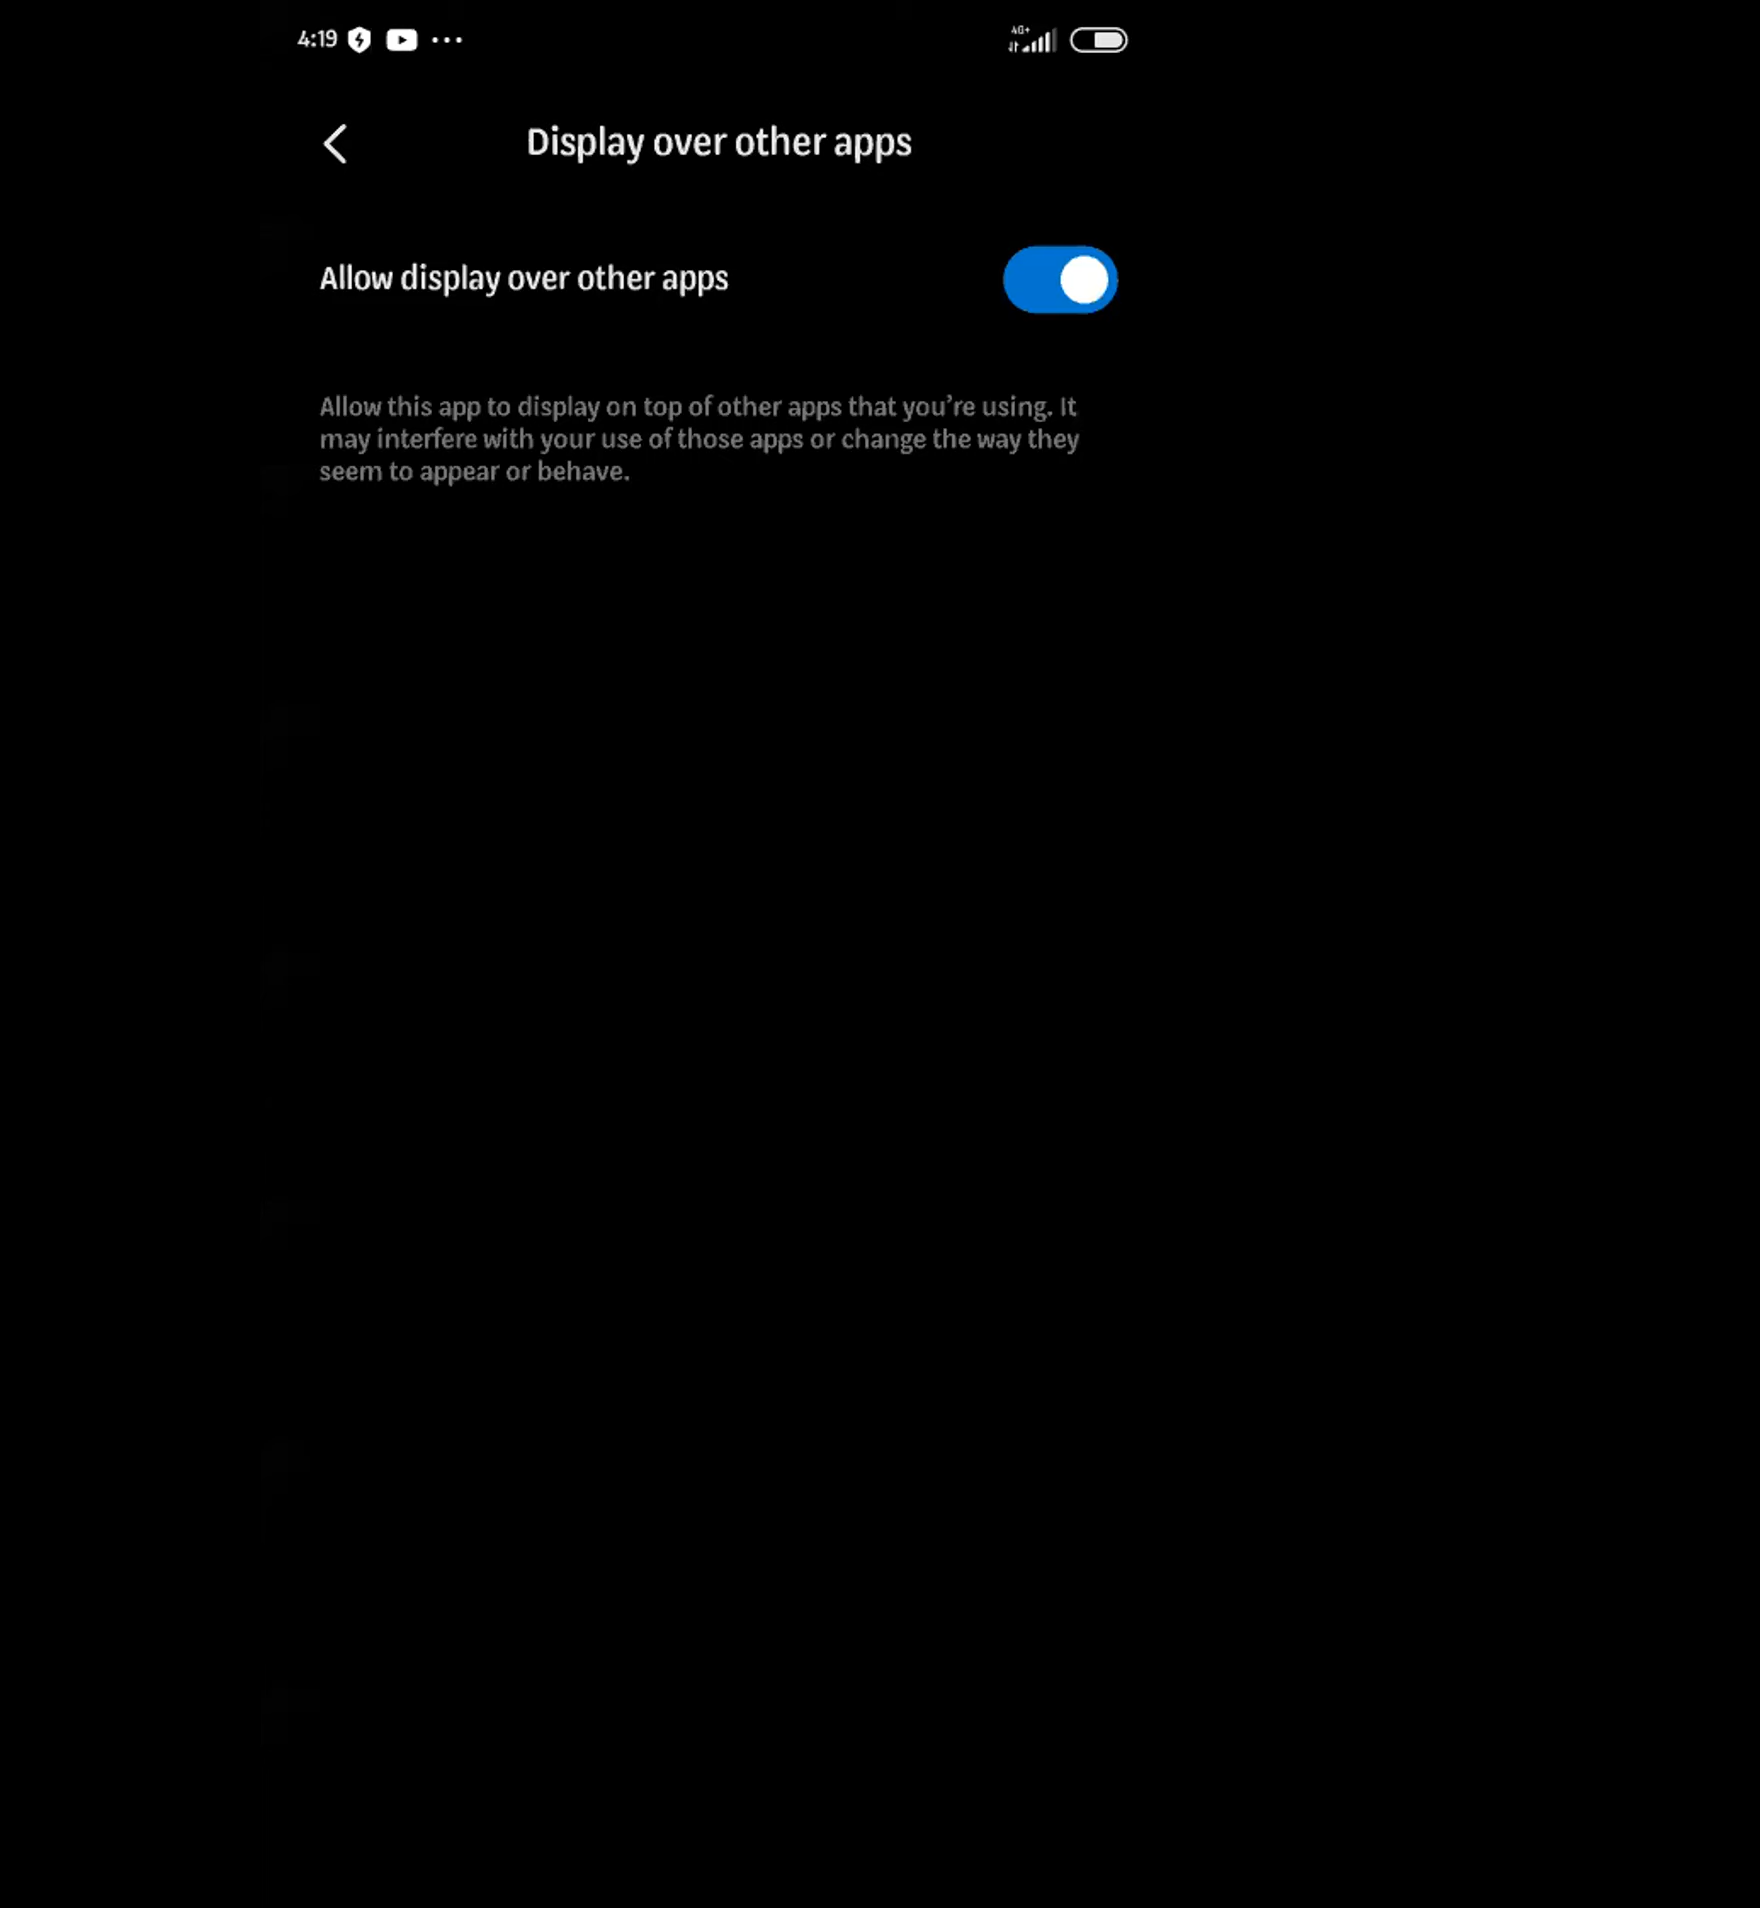 4:19
4G+
Display over other apps
Allow display over other apps
Allow this app to display on top of other apps that you’re using. It
may interfere with your use of those apps or change the way they
seem to appear or behave.